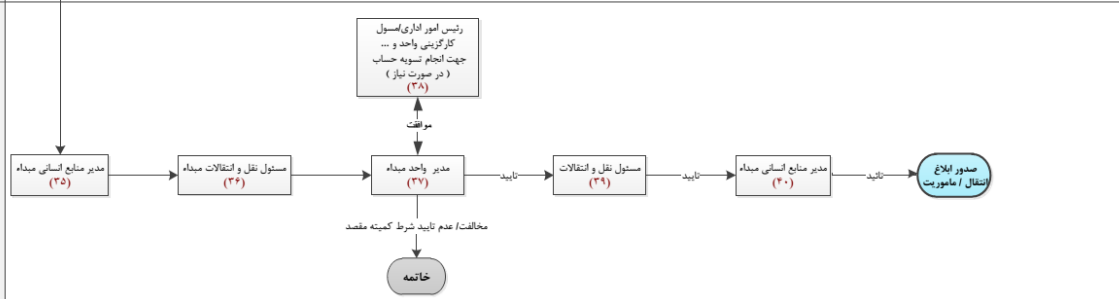 رئیس امور اداری/مسول
کارگزینی واحد و ...
جهت انجام تسویه حساب
( در صورت نیاز )
(۳۸)
موافقت
مدیر منابع انسانی مبداء
(۳۵)
مسئول نقل و انتقالات مبداء
(۳۶)
مدیر واحد مبداء
(۳۷)
تایید
مسئول نقل و انتقالات
(۳۹)
تایید
مدیر منابع انسانی مبداء
(۴۰)
تائید
صدور ابلاغ
انتقال / ماموریت
مخالفت/ عدم تایید شرط کمیته مقصد
خاتمه